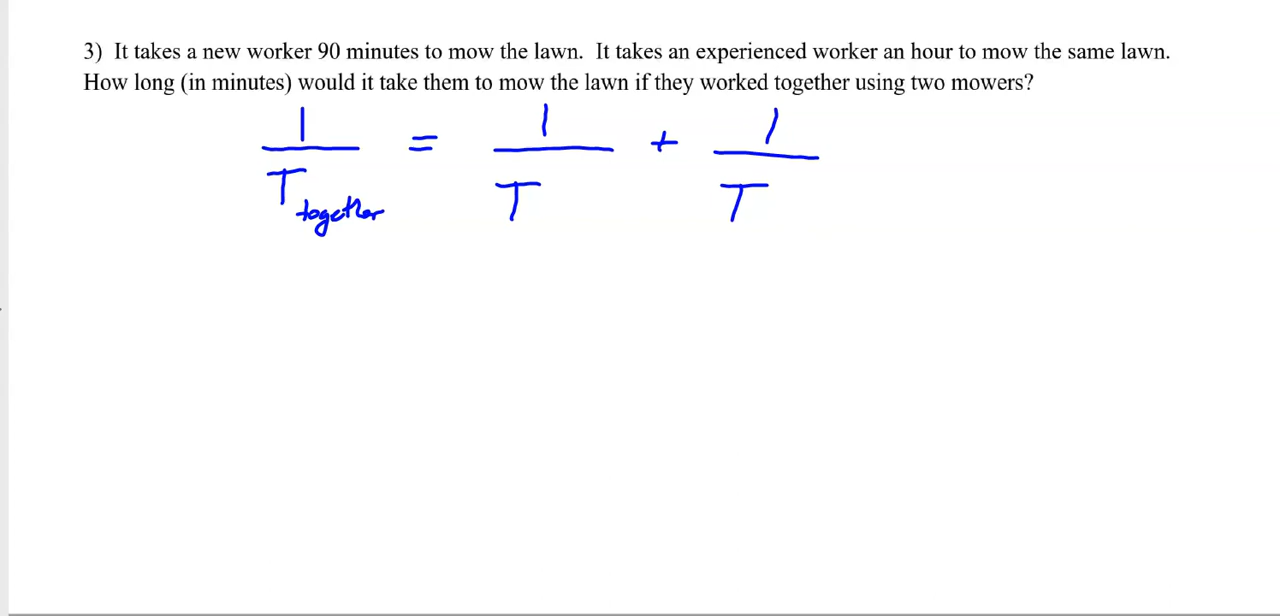 3) It takes a new worker 90 minutes to mow the lawn. It takes an experienced worker an hour to mow the same lawn.
How long (in minutes) would it take them to mow the lawn if they worked together using two mowers?
1 = 1 + 1
T together T T